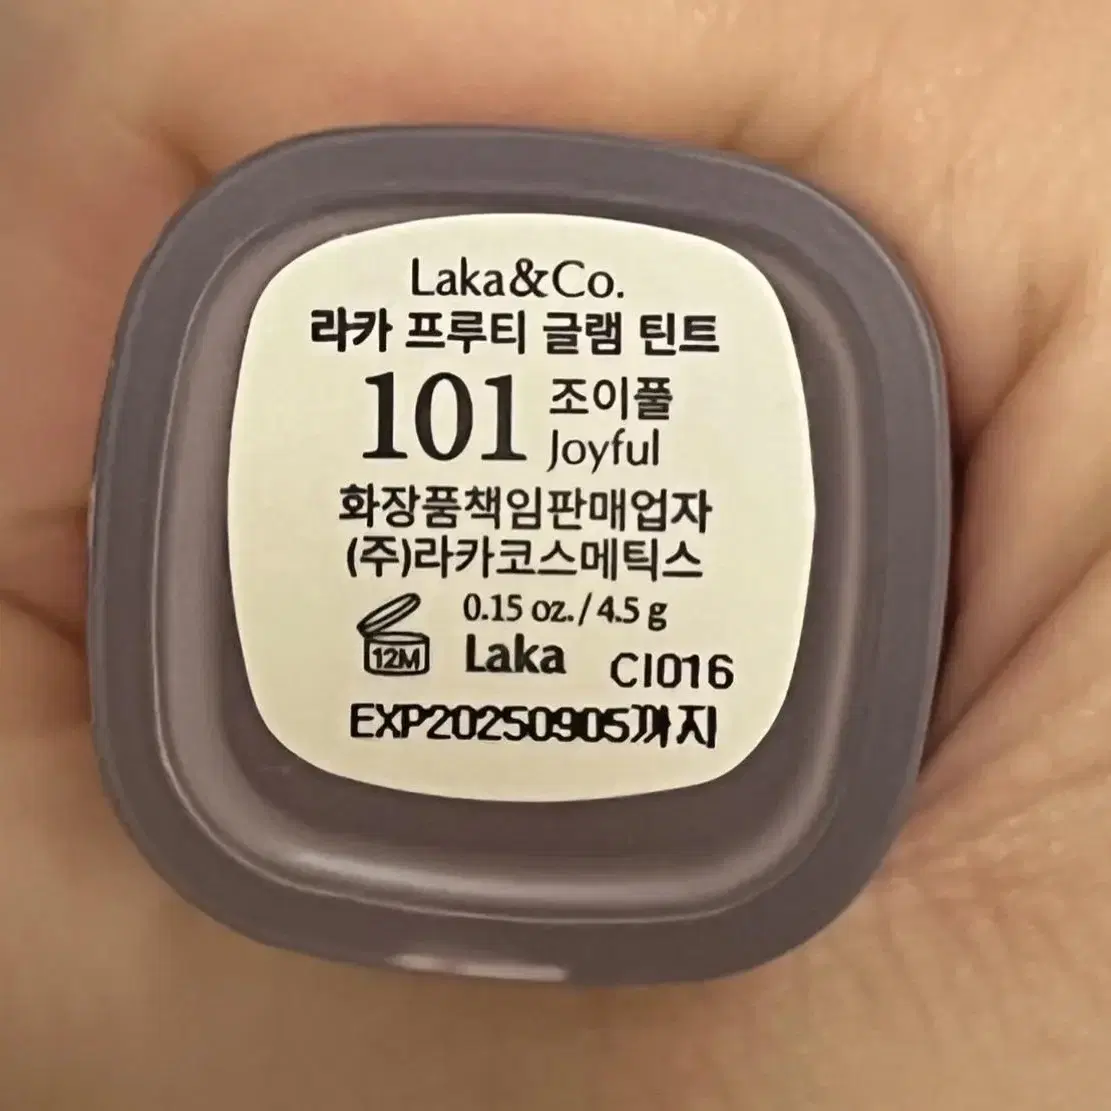 Laka&Co.
라카 프루티 글램 틴트
101 조이풀
Joyful
화장품책임판매업자
(주)라카코스메틱스
0.15 oz./4.5 g
12M Laka CI016
EXP20250905까지